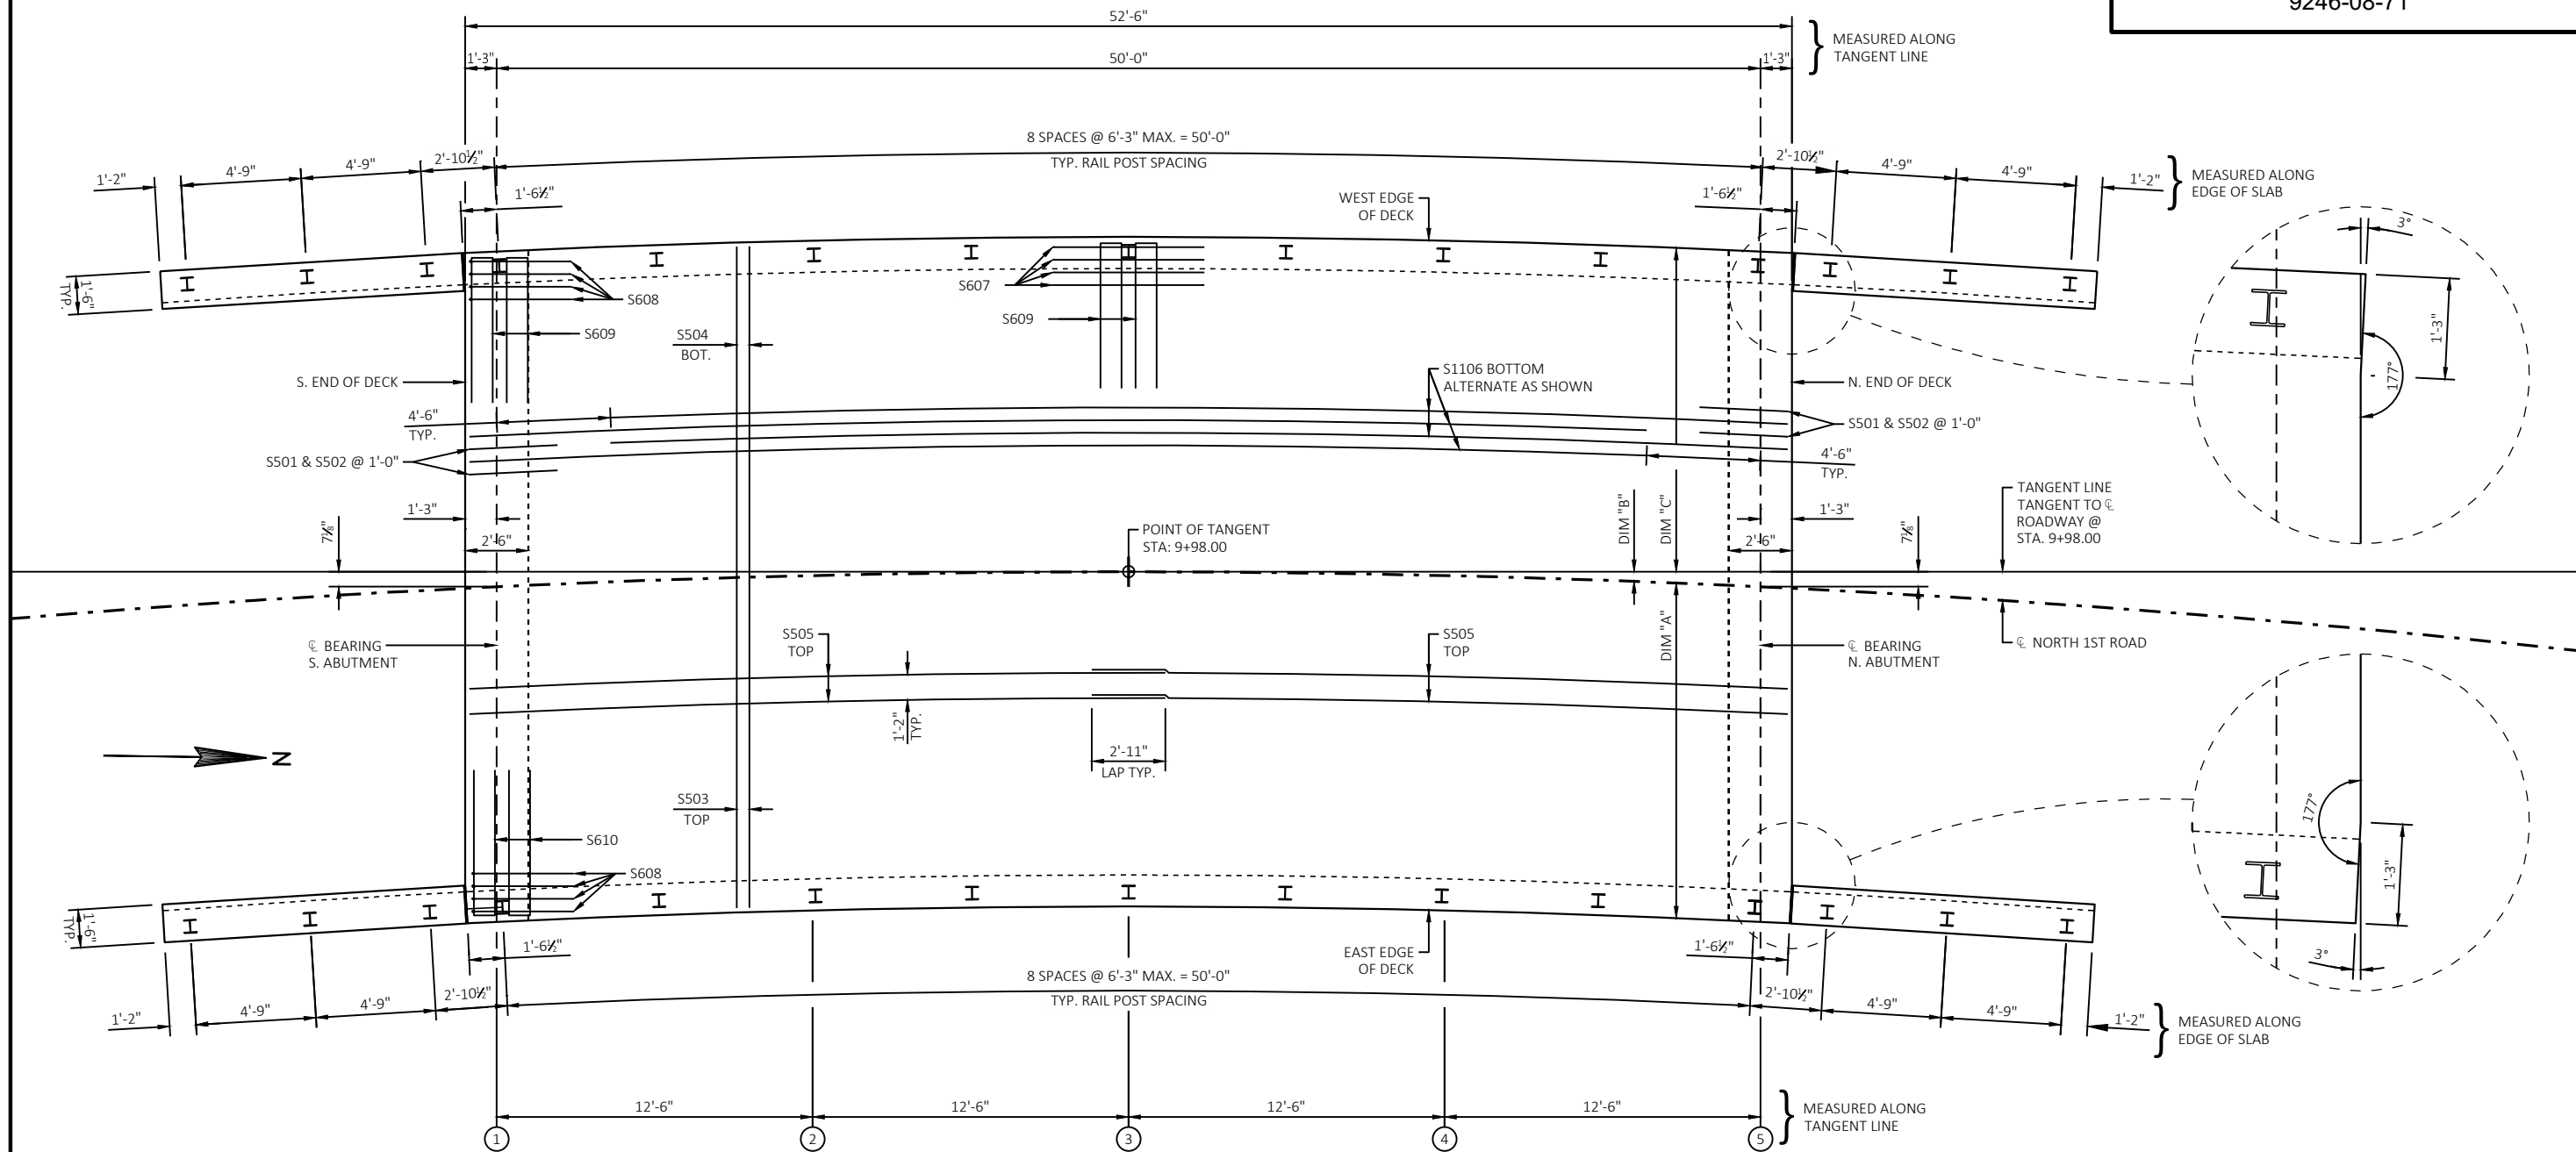 9246-08-71
52'-6"
MEASURED ALONG
TANGENT LINE
1'-3"
50'-0"
1'-3"
8 SPACES @ 6'-3" MAX. = 50'-0"
TYP. RAIL POST SPACING
1'-2"
4'-9"
4'-9"
2'-10½"
1'-6½"
2'-10½"
4'-9"
4'-9"
1'-2"
MEASURED ALONG
EDGE OF SLAB
1'-6½"
WEST EDGE
OF DECK
1'-6"
TYP.
S608
S609
S504
BOT.
S607
S609
S. END OF DECK
S1106 BOTTOM
ALTERNATE AS SHOWN
N. END OF DECK
4'-6"
TYP.
S501 & S502 @ 1'-0"
S501 & S502 @ 1'-0"
4'-6"
TYP.
3°
1'-3"
177°
1'-3"
7⅛"
2'-6"
POINT OF TANGENT
STA: 9+98.00
DIM "B"
DIM "C"
1'-3"
2'-6"
7⅛"
TANGENT LINE
TANGENT TO ℄
ROADWAY @
STA. 9+98.00
℄ BEARING
S. ABUTMENT
S505
TOP
S505
TOP
DIM "A"
℄ BEARING
N. ABUTMENT
℄ NORTH 1ST ROAD
1'-2"
TYP.
2'-11"
LAP TYP.
N
S503
TOP
S610
S608
177°
1'-3"
3°
1'-6"
TYP.
1'-6½"
EAST EDGE
OF DECK
1'-6½"
8 SPACES @ 6'-3" MAX. = 50'-0"
TYP. RAIL POST SPACING
1'-2"
4'-9"
4'-9"
2'-10½"
2'-10½"
4'-9"
4'-9"
1'-2"
MEASURED ALONG
EDGE OF SLAB
12'-6"
12'-6"
12'-6"
12'-6"
MEASURED ALONG
TANGENT LINE
1
2
3
4
5